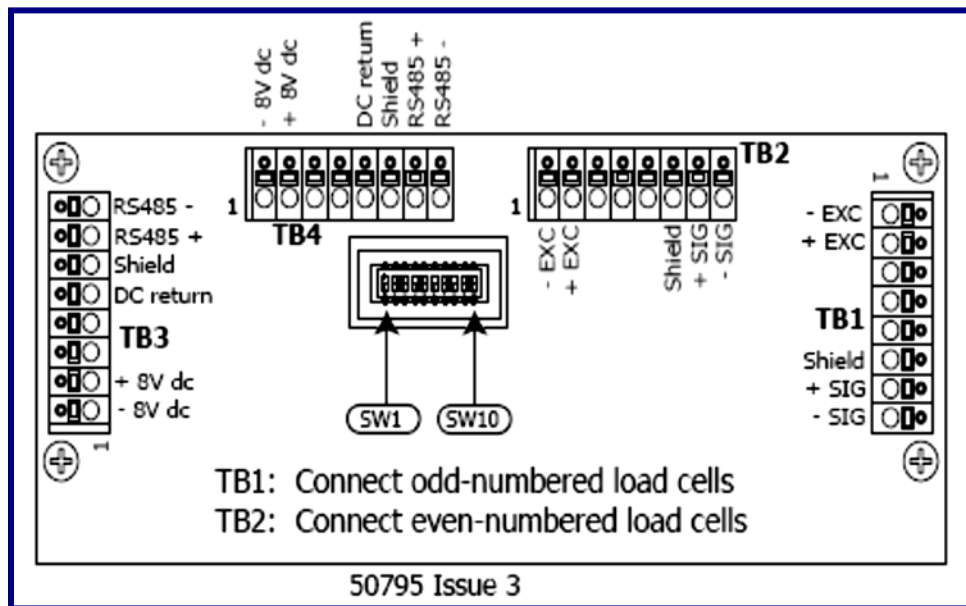 - 8V dc
+ 8V dc
DC return
Shield
RS485 +
RS485 -
TB2
1
TB4
1
- EXC
+ EXC
Shield
+ SIG
- SIG
RS485 -
RS485 +
Shield
DC return
TB3
+ 8V dc
- 8V dc
1
1
- EXC
+ EXC
TB1
Shield
+ SIG
- SIG
SW1
SW10
TB1: Connect odd-numbered load cells
TB2: Connect even-numbered load cells
50795 Issue 3